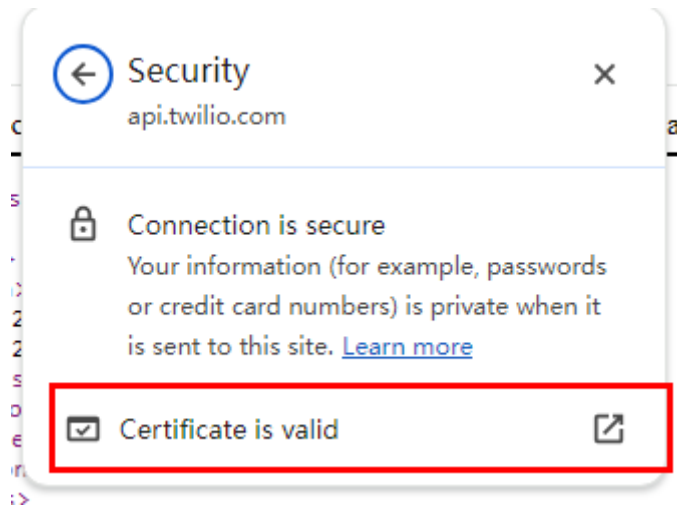 Security
api.twilio.com
Connection is secure
Your information (for example, passwords
or credit card numbers) is private when it
is sent to this site. Learn more
Certificate is valid